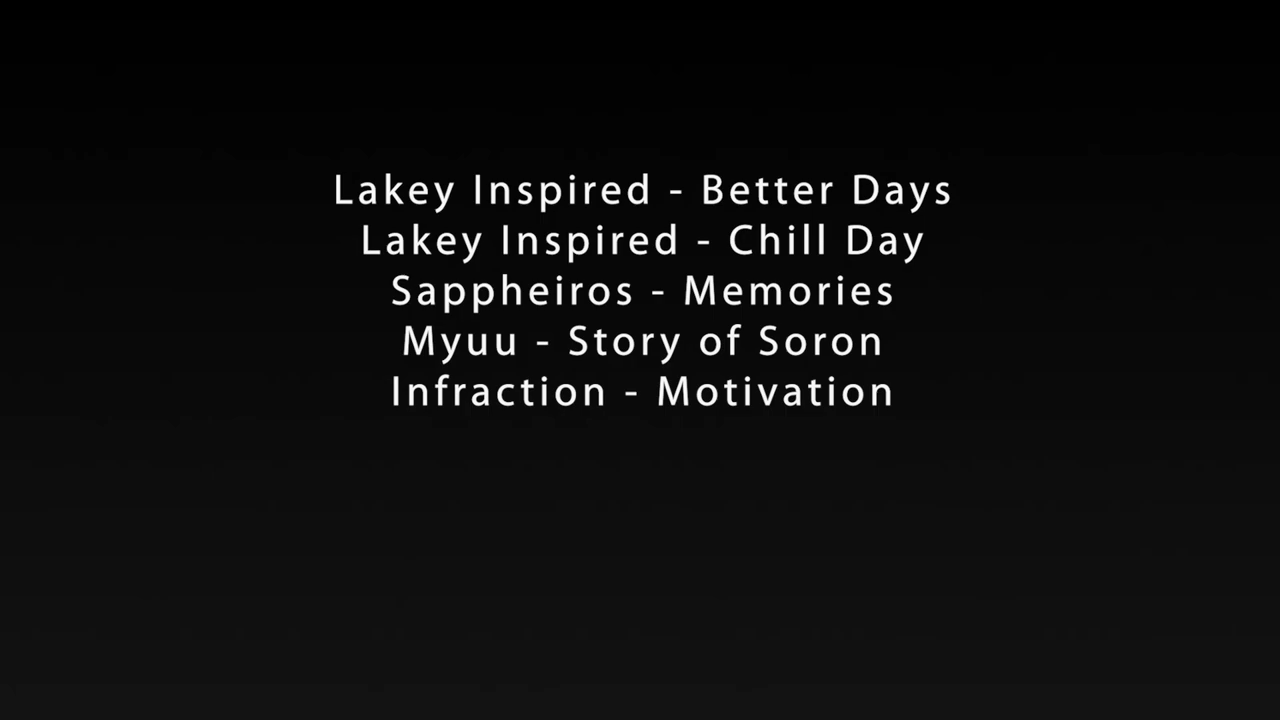 Lakey Inspired - Better Days
Lakey Inspired - Chill Day
Sappheiros - Memories
Myuu - Story of Soron
Infraction - Motivation